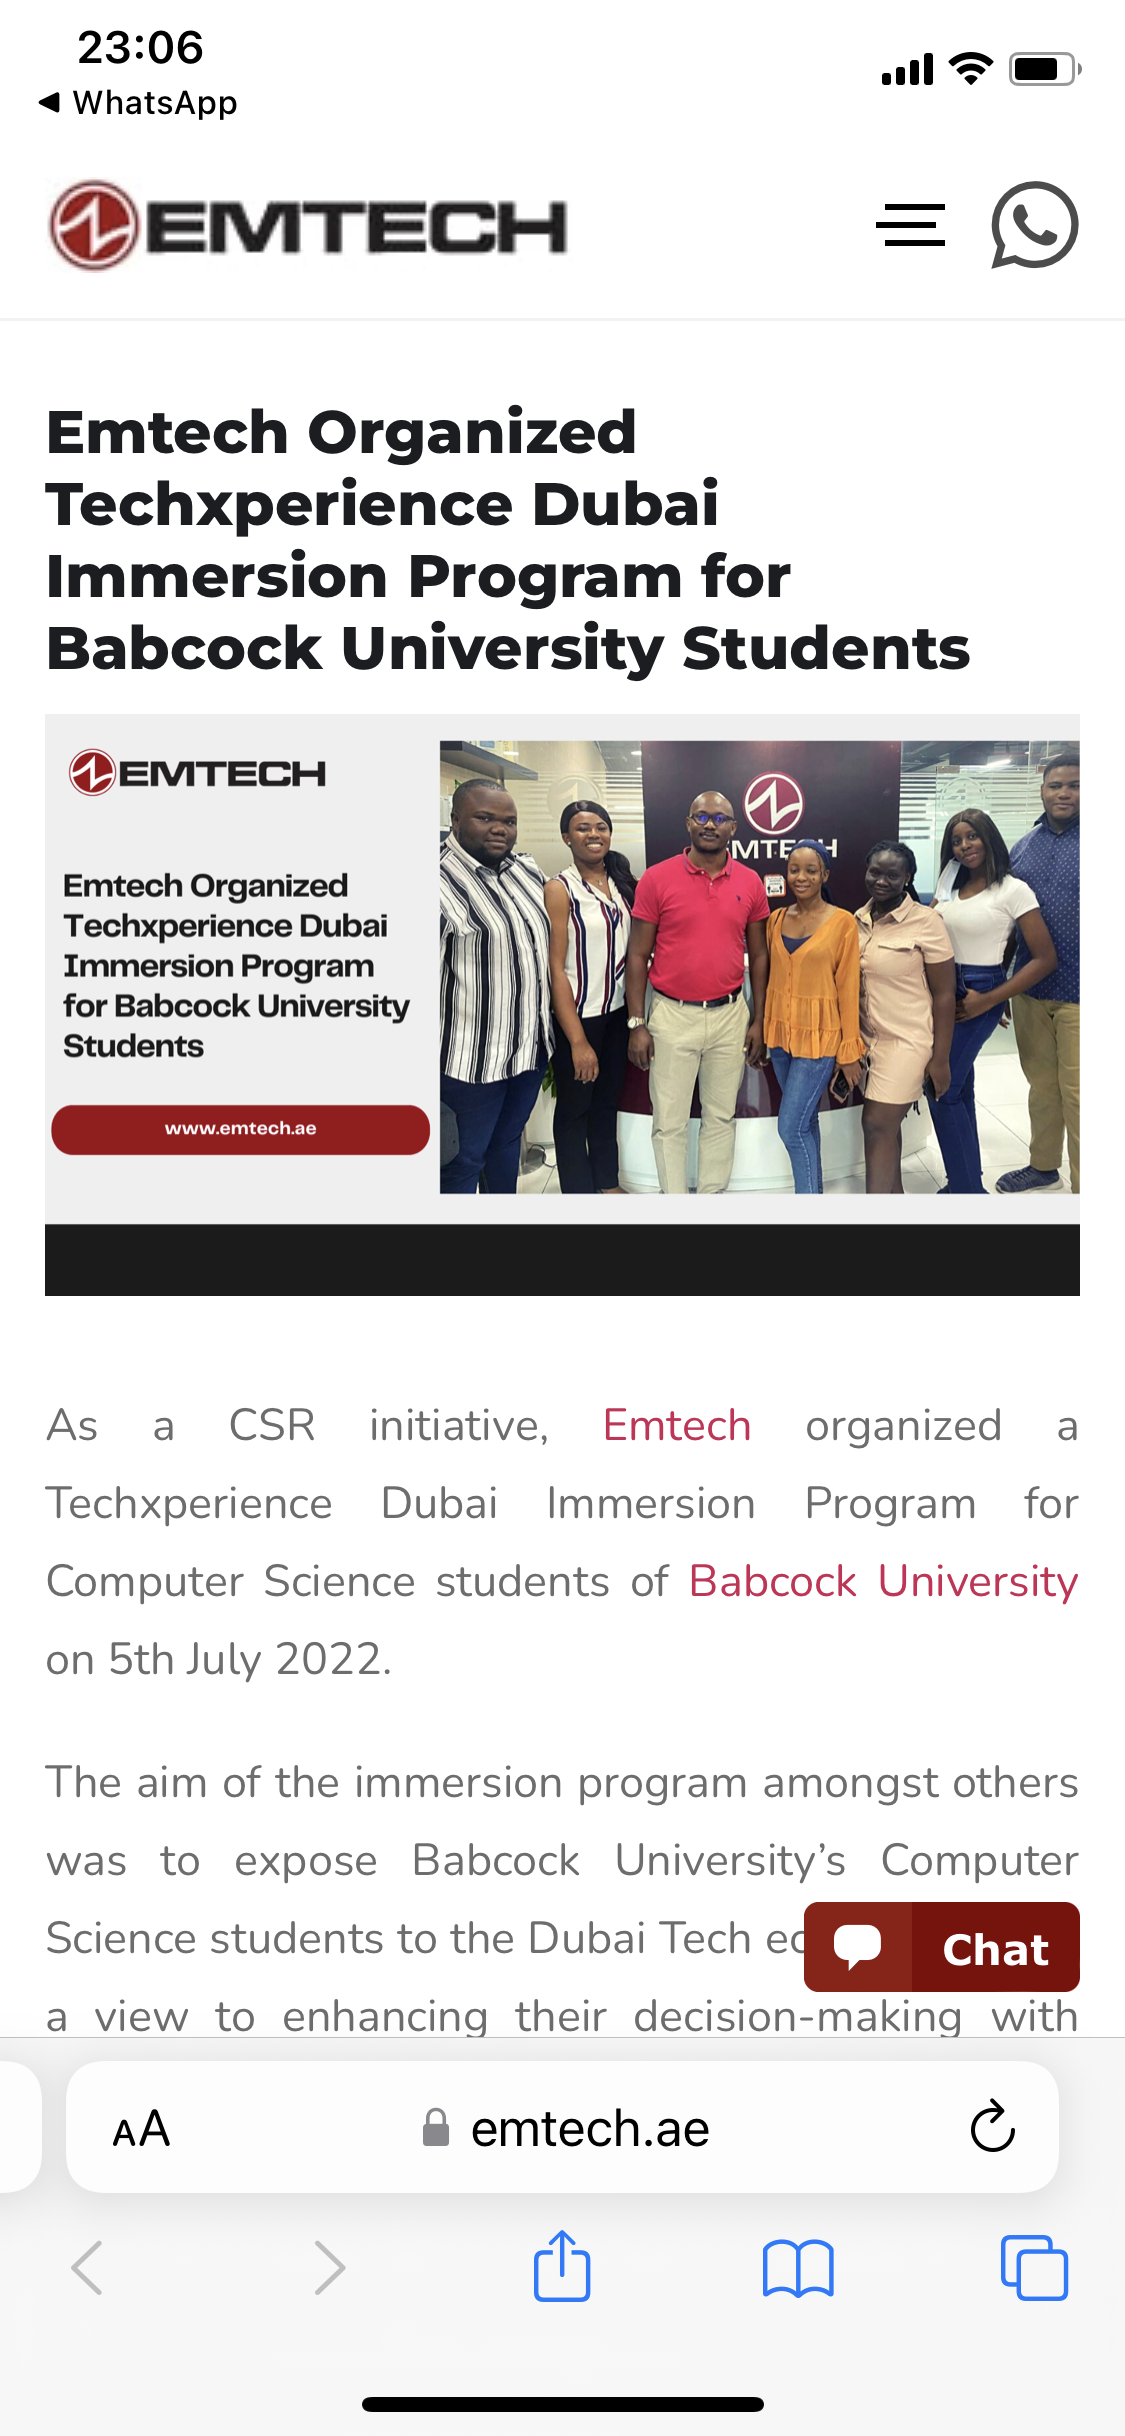 23:06
WhatsApp
EMTECH
Emtech Organized
Techxperience Dubai
Immersion Program for
Babcock University Students
EMTECH
Emtech Organized
Techxperience Dubai
Immersion Program
for Babcock University
Students
www.emtech.ae
As a CSR initiative, Emtech organized a
Techxperience Dubai Immersion Program for
Computer Science students of Babcock University
on 5th July 2022.
The aim of the immersion program amongst others
was to expose Babcock University’s Computer
Science students to the Dubai Tech
a view to enhancing their decision-making with
Chat
AA
emtech.ae